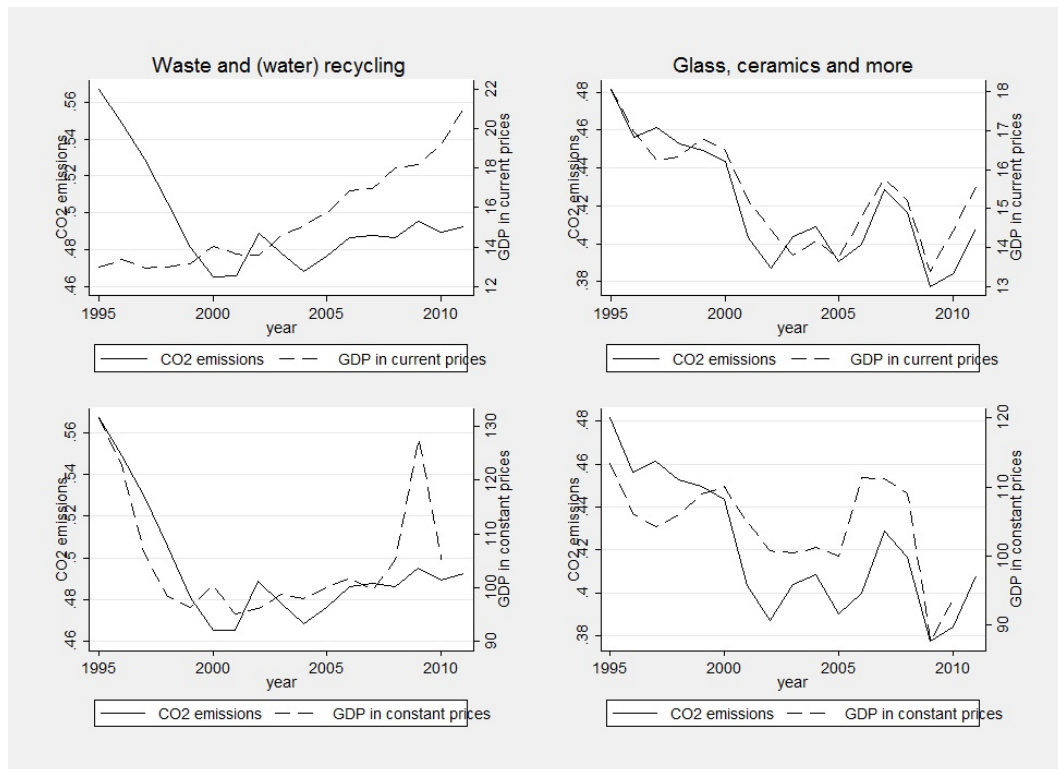 Waste and (water) recycling
CO2 emissions
.46 .48 .5 .52 .54 .56
12 14 16 18 20 22
GDP in current prices
1995 2000 2005 2010
year
CO2 emissions GDP in current prices
Glass, ceramics and more
CO2 emissions
.38 .4 .42 .44 .46 .48
13 14 15 16 17 18
GDP in current prices
1995 2000 2005 2010
year
CO2 emissions GDP in current prices
CO2 emissions
.46 .48 .5 .52 .54 .56
90 100 110 120 130
GDP in constant prices
1995 2000 2005 2010
year
CO2 emissions GDP in constant prices
CO2 emissions
.38 .4 .42 .44 .46 .48
90 100 110 120
GDP in constant prices
1995 2000 2005 2010
year
CO2 emissions GDP in constant prices